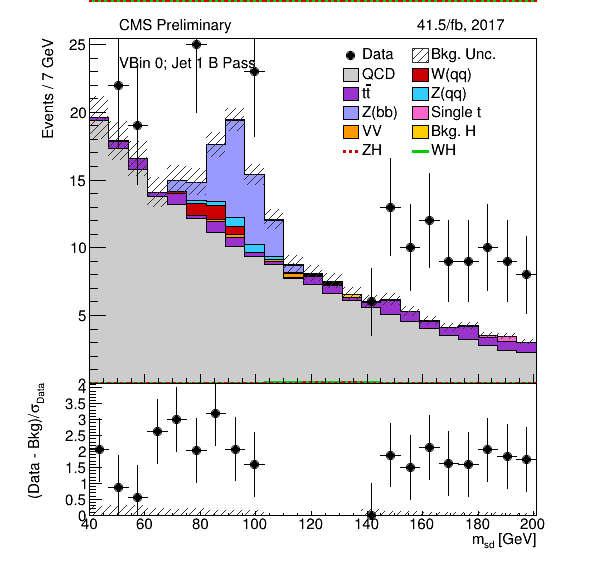 CMS Preliminary 41.5/fb, 2017
Events / 7 GeV
25
20
15
10
5
VBin 0; Jet 1 B Pass
Data Bkg. Unc.
QCD W(qq)
tt̅ Z(qq)
Z(bb) Single t
VV Bkg. H
ZH WH
(Data - Bkg)/σData
4
3.5
3
2.5
2
1.5
1
0.5
0
40 60 80 100 120 140 160 180 200
msd [GeV]